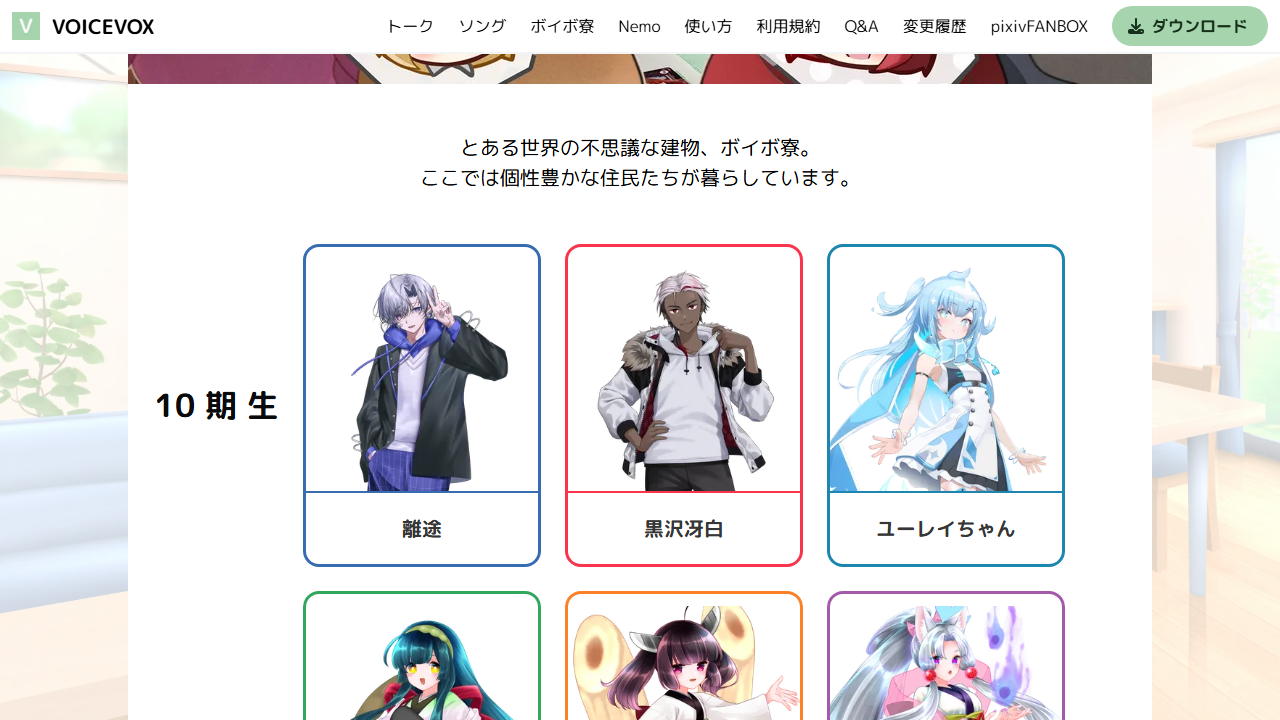 V VOICEVOX トーク ソング ボイボ寮 Nemo 使い方 利用規約 Q&A 変更履歴 pixivFANBOX ダウンロード
とある世界の不思議な建物、ボイボ寮。
ここでは個性豊かな住民たちが暮らしています。
10 期 生
離途 黒沢冴白 ユーレイちゃん